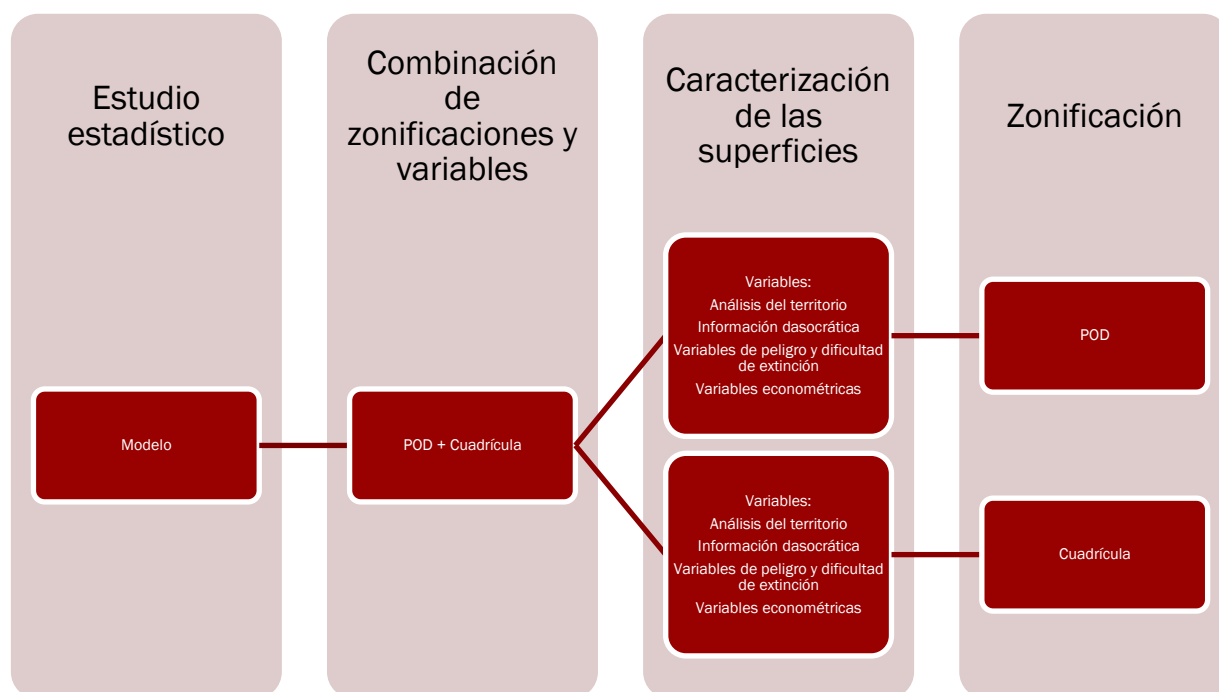 Estudio
estadístico
Combinación
de
zonificaciones y
variables
Caracterización
de las
superficies
Zonificación
Modelo
POD + Cuadrícula
Variables:
Análisis del territorio
Información dasocrática
Variables de peligro y dificultad
de extinción
Variables econométricas
Variables:
Análisis del territorio
Información dasocrática
Variables de peligro y dificultad
de extinción
Variables econométricas
POD
Cuadrícula